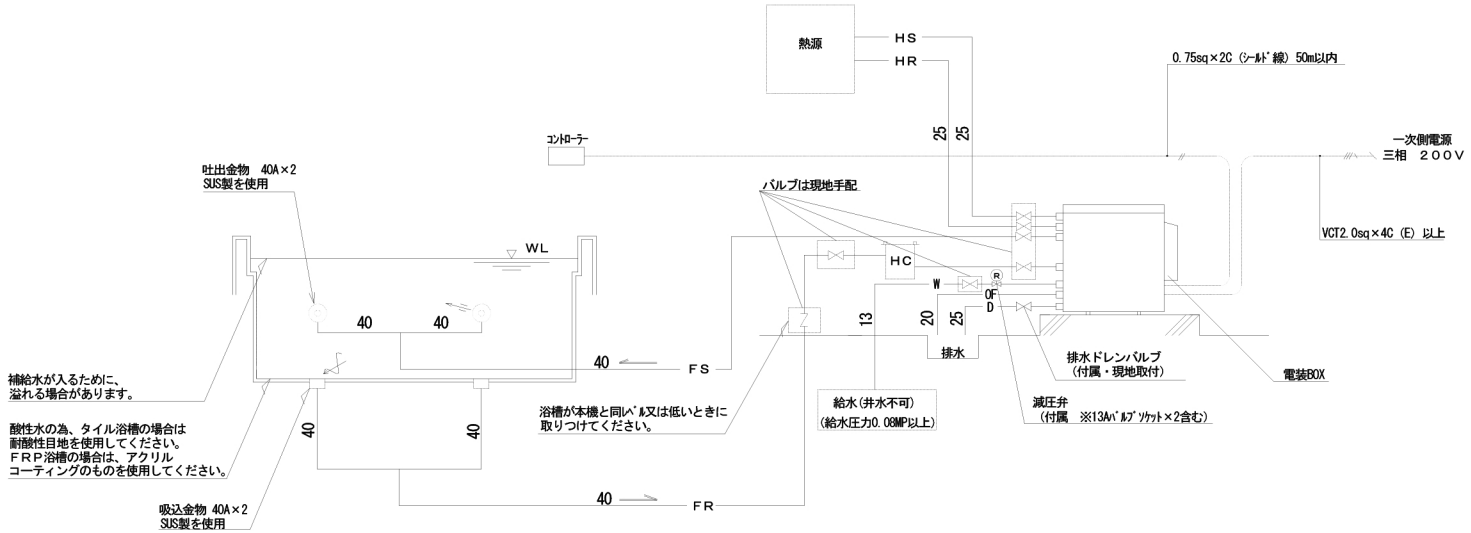 熱源
HS
HR
25
25
0.75sq×2C (ｼｰﾙﾄﾞ線) 50m以内
コントローラー
一次側電源
三相 200V
VCT2.0sq×4C (E) 以上
吐出金物 40A×2
SUS製を使用
バルブは現地手配
WL
HC
R
W
OF
D
40
40
13
20
25
排水
40
FS
補給水が入るために、
溢れる場合があります。
酸性水の為、タイル浴槽の場合は
耐酸性目地を使用してください。
FRP浴槽の場合は、アクリル
コーティングのものを使用してください。
40
40
浴槽が本機と同ﾚﾍﾞﾙ又は低いときに
取りつけてください。
給水(井水不可)
(給水圧力0.08MP以上)
排水ドレンバルブ
(付属・現地取付)
減圧弁
(付属 ※13Aﾊﾞﾙﾌﾞｿｹｯﾄ×2含む)
電装BOX
吸込金物 40A×2
SUS製を使用
40
FR